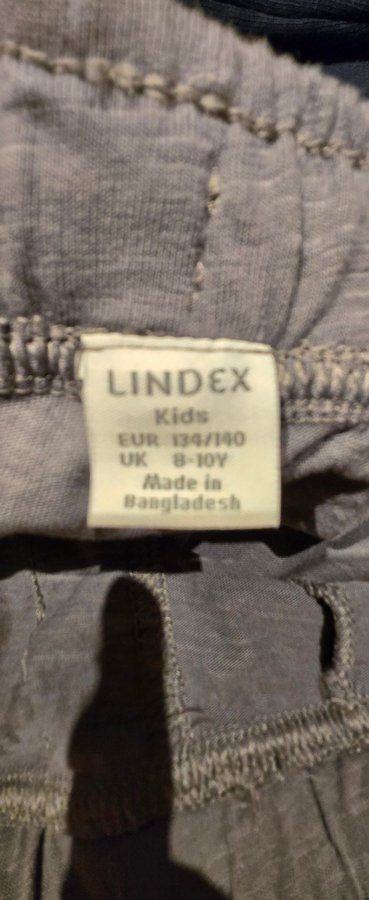 LINDEX
Kids
EUR 134/140
UK 8-10Y
Made in
Bangladesh